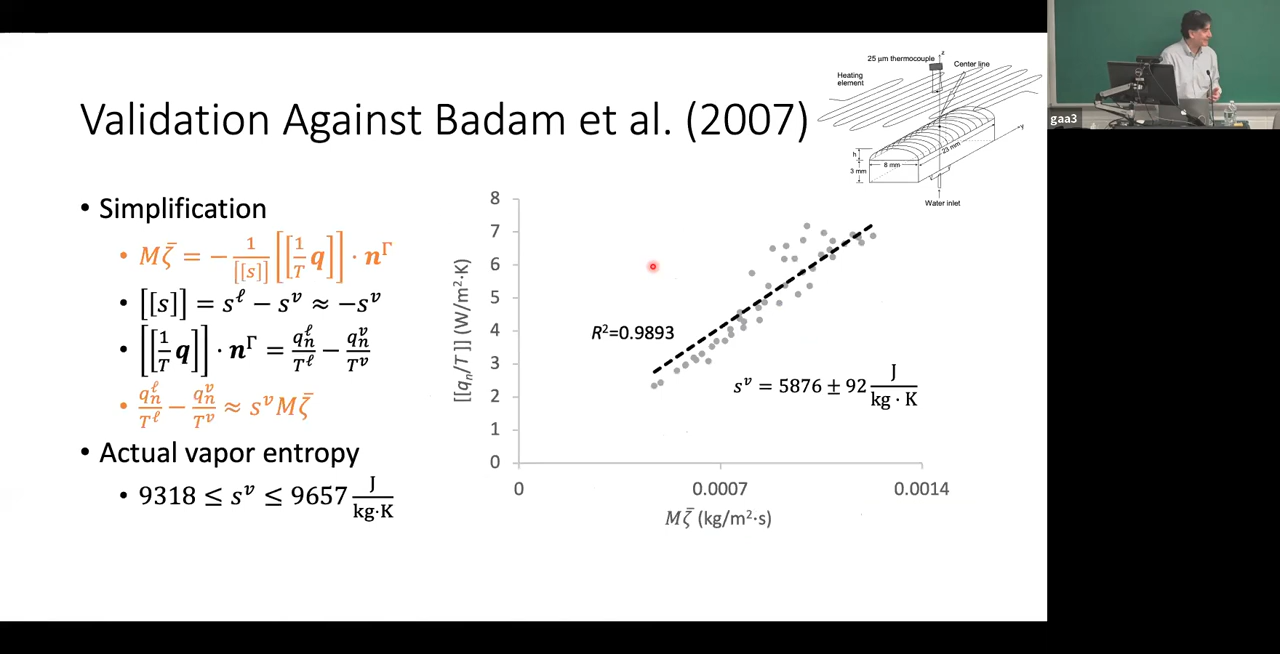 Validation Against Badam et al. (2007)
25 μm thermocouple
z
Center line
Heating
element
y
h
8 mm
23 mm
3 mm
Water inlet
gaa3
• Simplification
• Mζ̄ = − 1/[[s]] [[1/T q]] · n^Γ
• [[s]] = s^ℓ − s^v ≈ −s^v
• [[1/T q]] · n^Γ = q_n^ℓ/T^ℓ − q_n^v/T^v
• q_n^ℓ/T^ℓ − q_n^v/T^v ≈ s^v Mζ̄
• Actual vapor entropy
• 9318 ≤ s^v ≤ 9657 J/kg·K
[[q_n/T ]] (W/m²·K)
8
7
6
5
4
3
2
1
0
R²=0.9893
s^v = 5876 ± 92 J/kg · K
0
0.0007
0.0014
Mζ̄ (kg/m²·s)